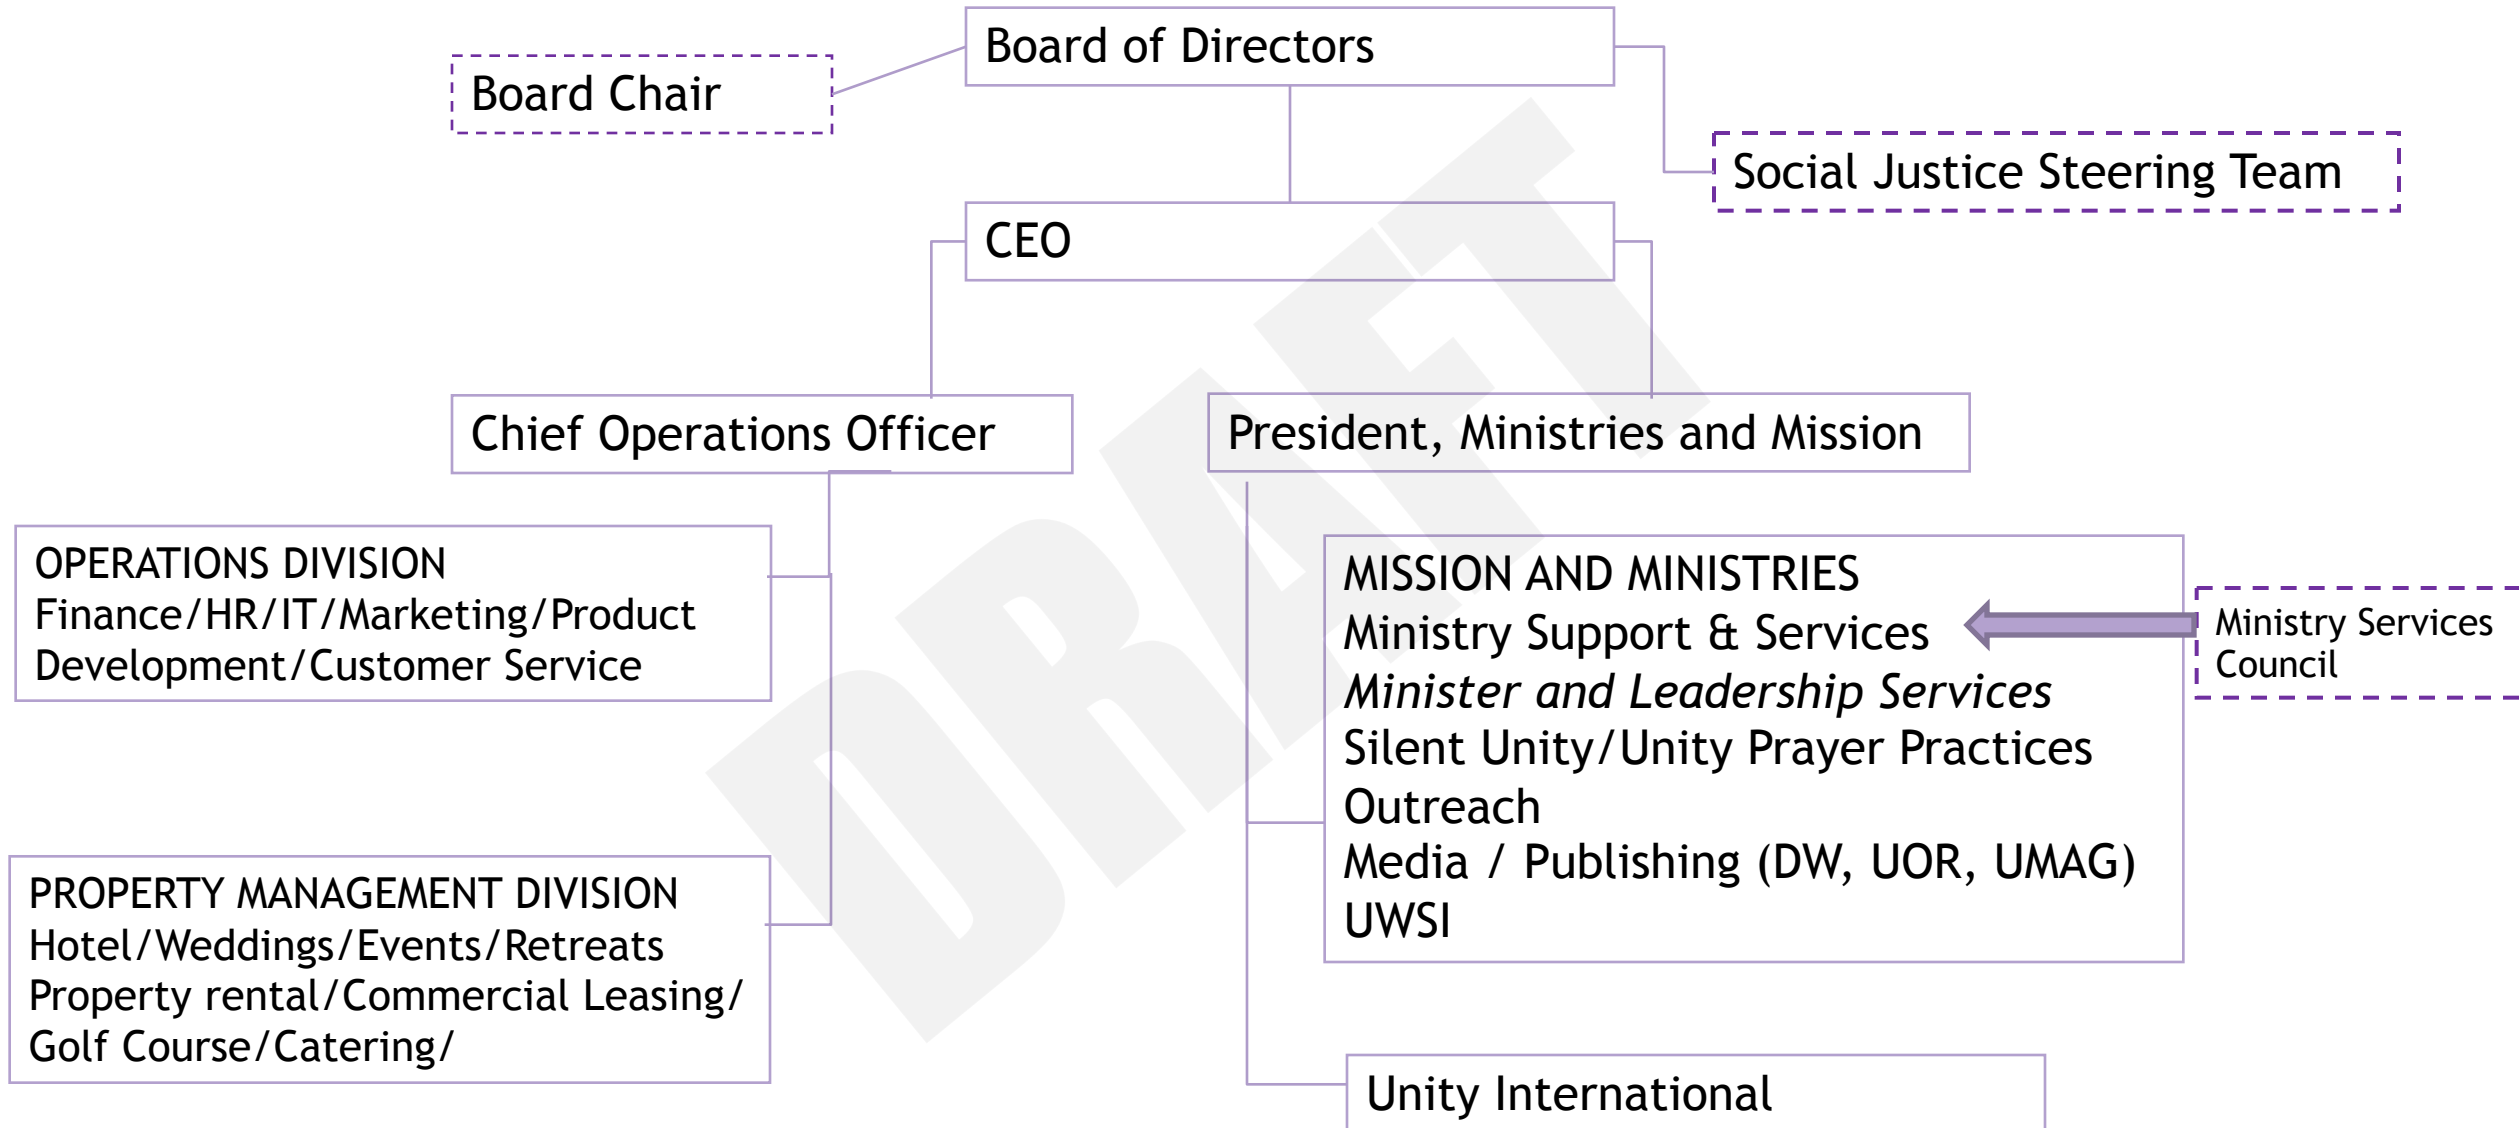 Board of Directors
Board Chair
Social Justice Steering Team
CEO
Chief Operations Officer
President, Ministries and Mission
OPERATIONS DIVISION
Finance/HR/IT/Marketing/Product
Development/Customer Service
MISSION AND MINISTRIES
Ministry Support & Services
Minister and Leadership Services
Silent Unity/Unity Prayer Practices
Outreach
Media / Publishing (DW, UOR, UMAG)
UWSI
Ministry Services
Council
PROPERTY MANAGEMENT DIVISION
Hotel/Weddings/Events/Retreats
Property rental/Commercial Leasing/
Golf Course/Catering/
Unity International
DRAFT